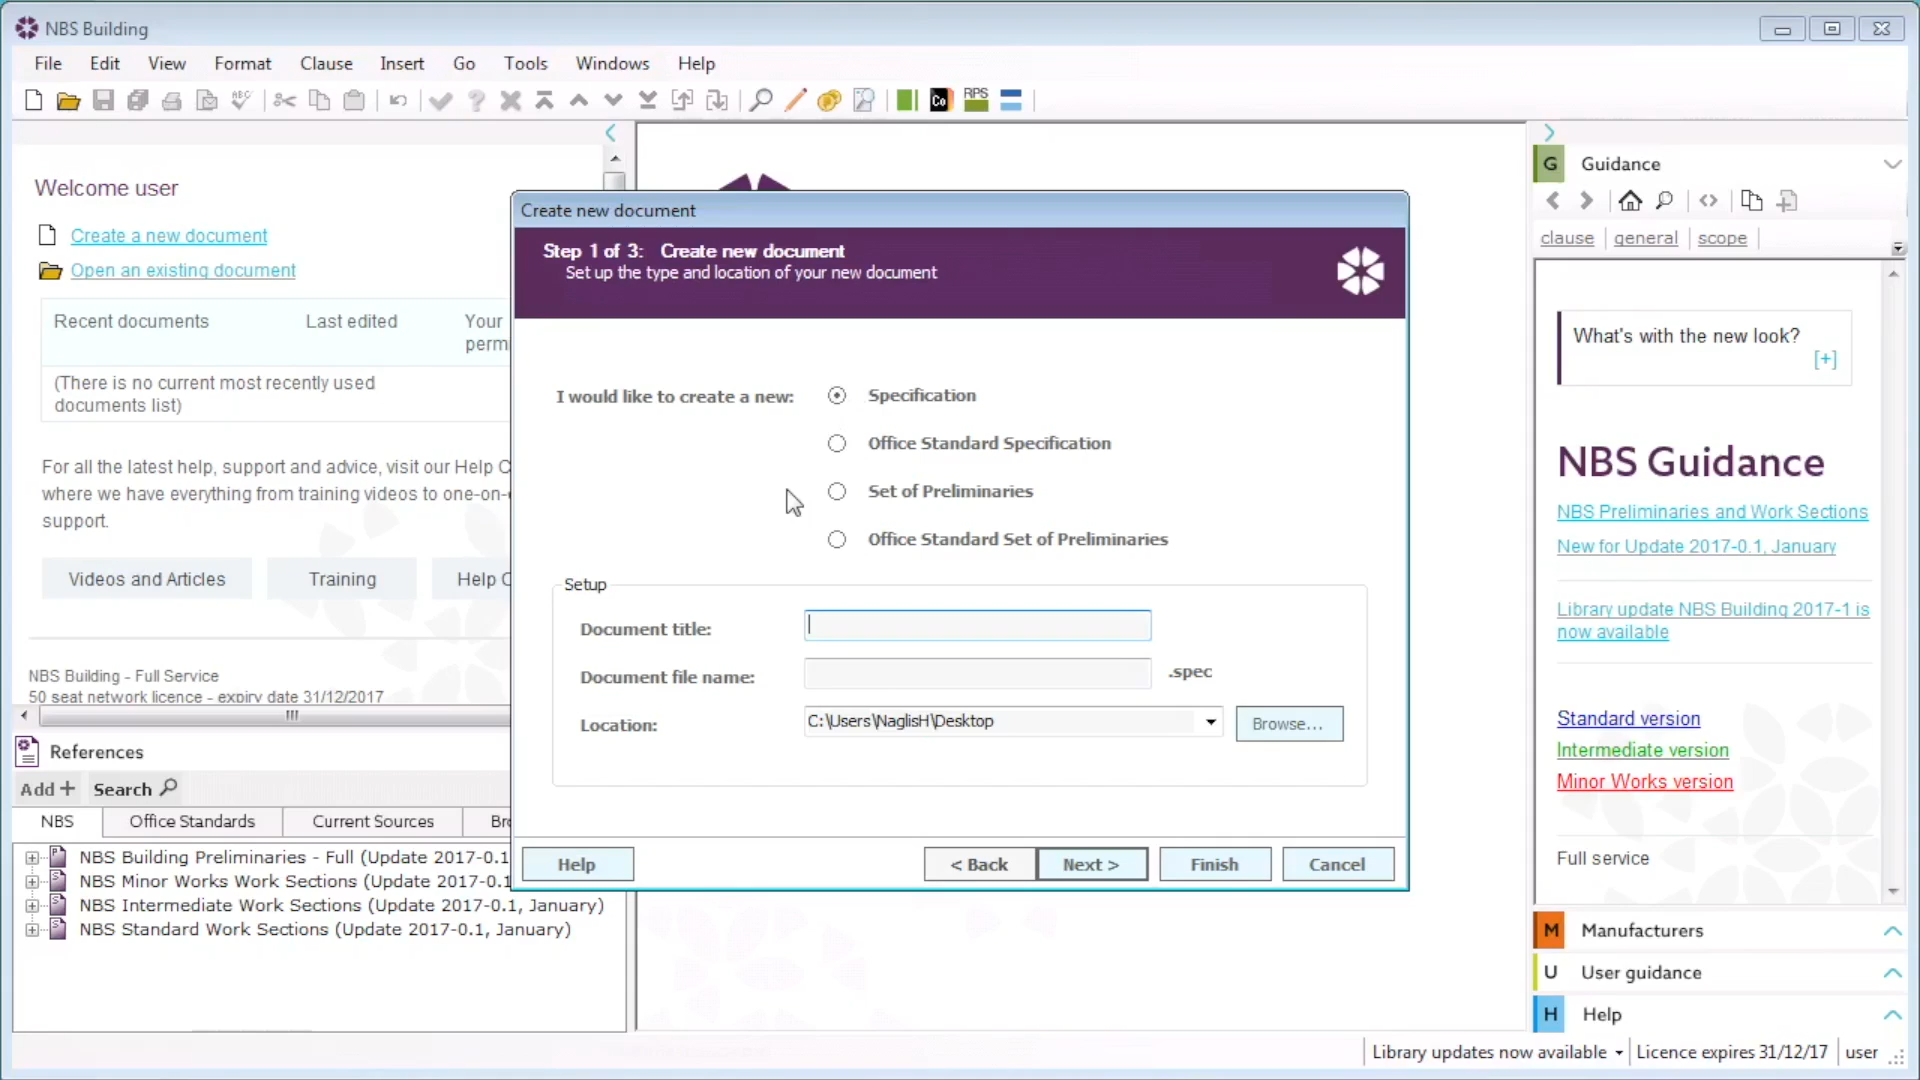 NBS Building
File Edit View Format Clause Insert Go Tools Windows Help
ABC Co RPS
Welcome user
Create a new document
Open an existing document
Recent documents Last edited Your
perm
(There is no current most recently used
documents list)
For all the latest help, support and advice, visit our Help C
where we have everything from training videos to one-on-
support.
Videos and Articles Training Help C
NBS Building - Full Service
50 seat network licence - expiry date 31/12/2017
References
Add + Search
NBS Office Standards Current Sources Bro
NBS Building Preliminaries - Full (Update 2017-0.1
NBS Minor Works Work Sections (Update 2017-0.1
NBS Intermediate Work Sections (Update 2017-0.1, January)
NBS Standard Work Sections (Update 2017-0.1, January)
Create new document
Step 1 of 3: Create new document
Set up the type and location of your new document
I would like to create a new: Specification
Office Standard Specification
Set of Preliminaries
Office Standard Set of Preliminaries
Setup
Document title:
Document file name: .spec
Location: C:\Users\NaglisH\Desktop Browse...
Help < Back Next > Finish Cancel
G Guidance
clause general scope
What's with the new look?
[+]
NBS Guidance
NBS Preliminaries and Work Sections
New for Update 2017-0.1, January
Library update NBS Building 2017-1 is
now available
Standard version
Intermediate version
Minor Works version
Full service
M Manufacturers
U User guidance
H Help
Library updates now available Licence expires 31/12/17 user